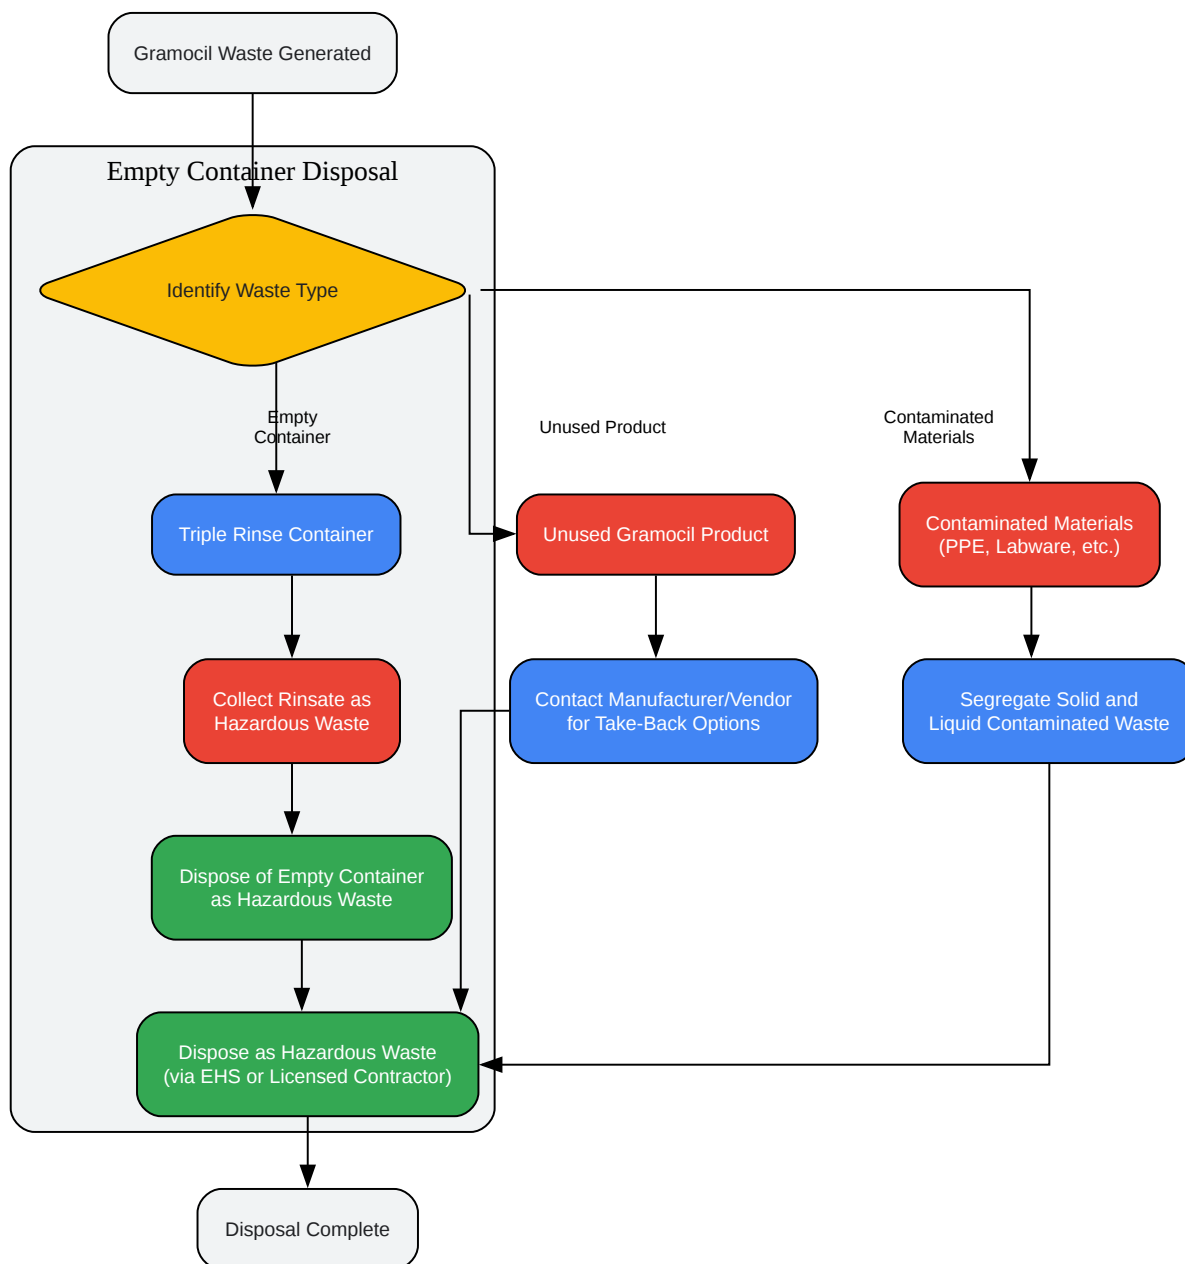 Gramocil Waste Generated
Empty Container Disposal
Identify Waste Type
Empty
Container
Unused Product
Contaminated
Materials
Triple Rinse Container
Unused Gramocil Product
Contaminated Materials
(PPE, Labware, etc.)
Collect Rinsate as
Hazardous Waste
Contact Manufacturer/Vendor
for Take-Back Options
Segregate Solid and
Liquid Contaminated Waste
Dispose of Empty Container
as Hazardous Waste
Dispose as Hazardous Waste
(via EHS or Licensed Contractor)
Disposal Complete